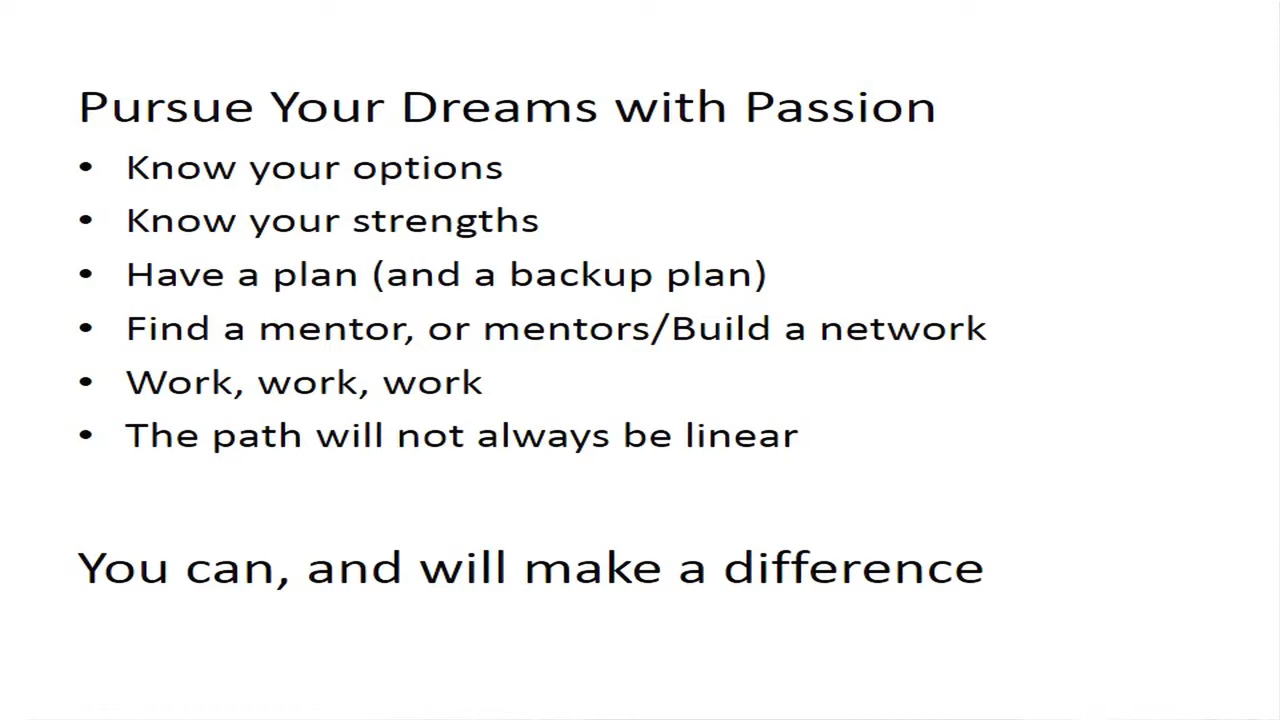 Pursue Your Dreams with Passion
• Know your options
• Know your strengths
• Have a plan (and a backup plan)
• Find a mentor, or mentors/Build a network
• Work, work, work
• The path will not always be linear
You can, and will make a difference